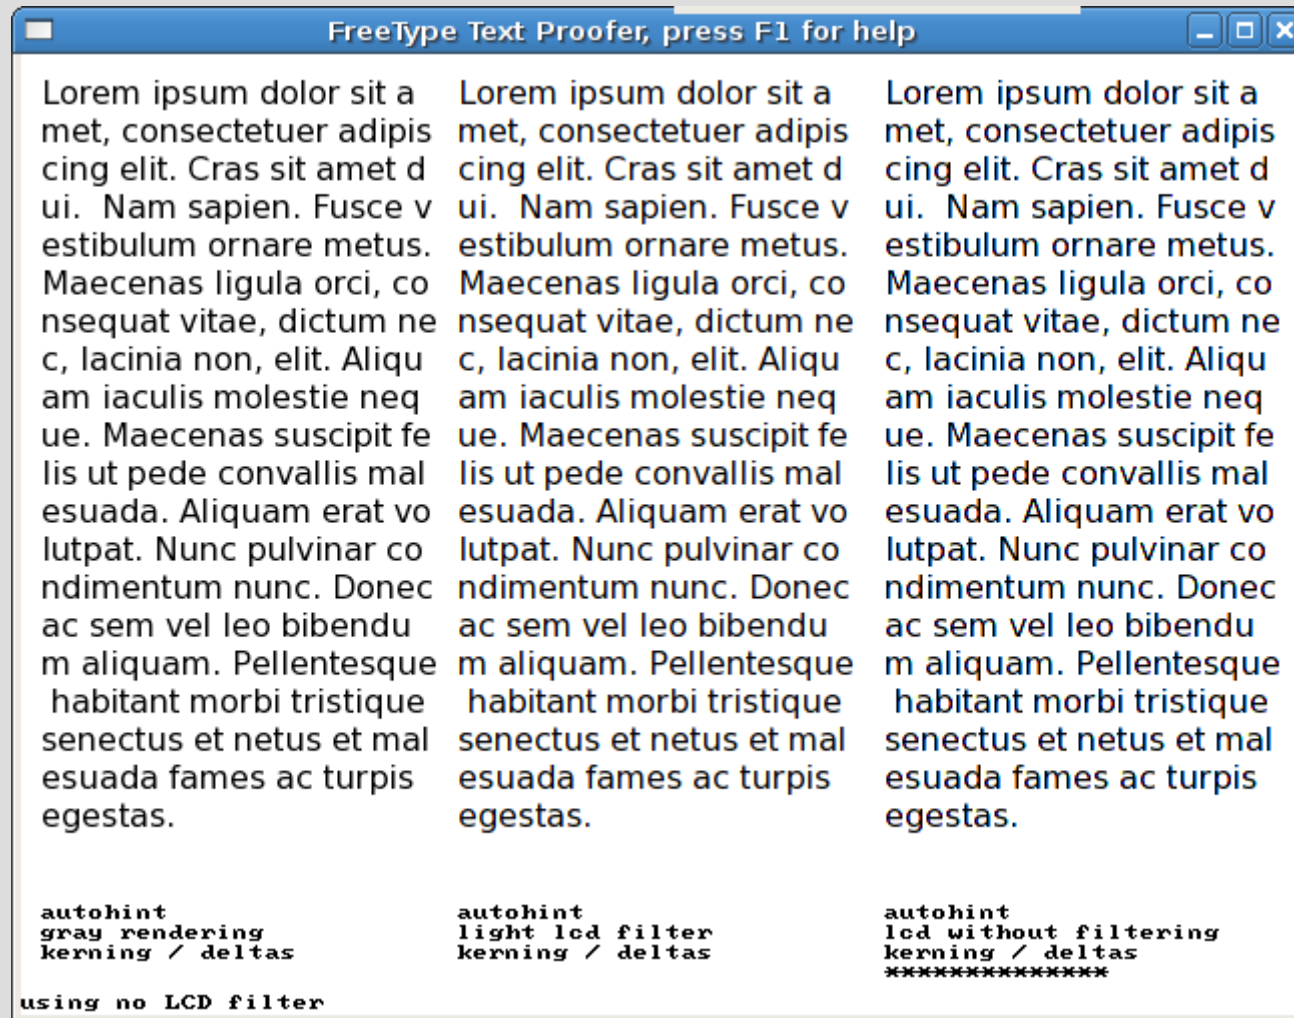 FreeType Text Proofer, press F1 for help
Lorem ipsum dolor sit a
met, consectetuer adipis
cing elit. Cras sit amet d
ui.  Nam sapien. Fusce v
estibulum ornare metus.
Maecenas ligula orci, co
nsequat vitae, dictum ne
c, lacinia non, elit. Aliqu
am iaculis molestie neq
ue. Maecenas suscipit fe
lis ut pede convallis mal
esuada. Aliquam erat vo
lutpat. Nunc pulvinar co
ndimentum nunc. Donec
ac sem vel leo bibendu
m aliquam. Pellentesque
habitant morbi tristique
senectus et netus et mal
esuada fames ac turpis
egestas.
autohint
gray rendering
kerning / deltas
Lorem ipsum dolor sit a
met, consectetuer adipis
cing elit. Cras sit amet d
ui.  Nam sapien. Fusce v
estibulum ornare metus.
Maecenas ligula orci, co
nsequat vitae, dictum ne
c, lacinia non, elit. Aliqu
am iaculis molestie neq
ue. Maecenas suscipit fe
lis ut pede convallis mal
esuada. Aliquam erat vo
lutpat. Nunc pulvinar co
ndimentum nunc. Donec
ac sem vel leo bibendu
m aliquam. Pellentesque
habitant morbi tristique
senectus et netus et mal
esuada fames ac turpis
egestas.
autohint
light lcd filter
kerning / deltas
Lorem ipsum dolor sit a
met, consectetuer adipis
cing elit. Cras sit amet d
ui.  Nam sapien. Fusce v
estibulum ornare metus.
Maecenas ligula orci, co
nsequat vitae, dictum ne
c, lacinia non, elit. Aliqu
am iaculis molestie neq
ue. Maecenas suscipit fe
lis ut pede convallis mal
esuada. Aliquam erat vo
lutpat. Nunc pulvinar co
ndimentum nunc. Donec
ac sem vel leo bibendu
m aliquam. Pellentesque
habitant morbi tristique
senectus et netus et mal
esuada fames ac turpis
egestas.
autohint
lcd without filtering
kerning / deltas
**************
using no LCD filter